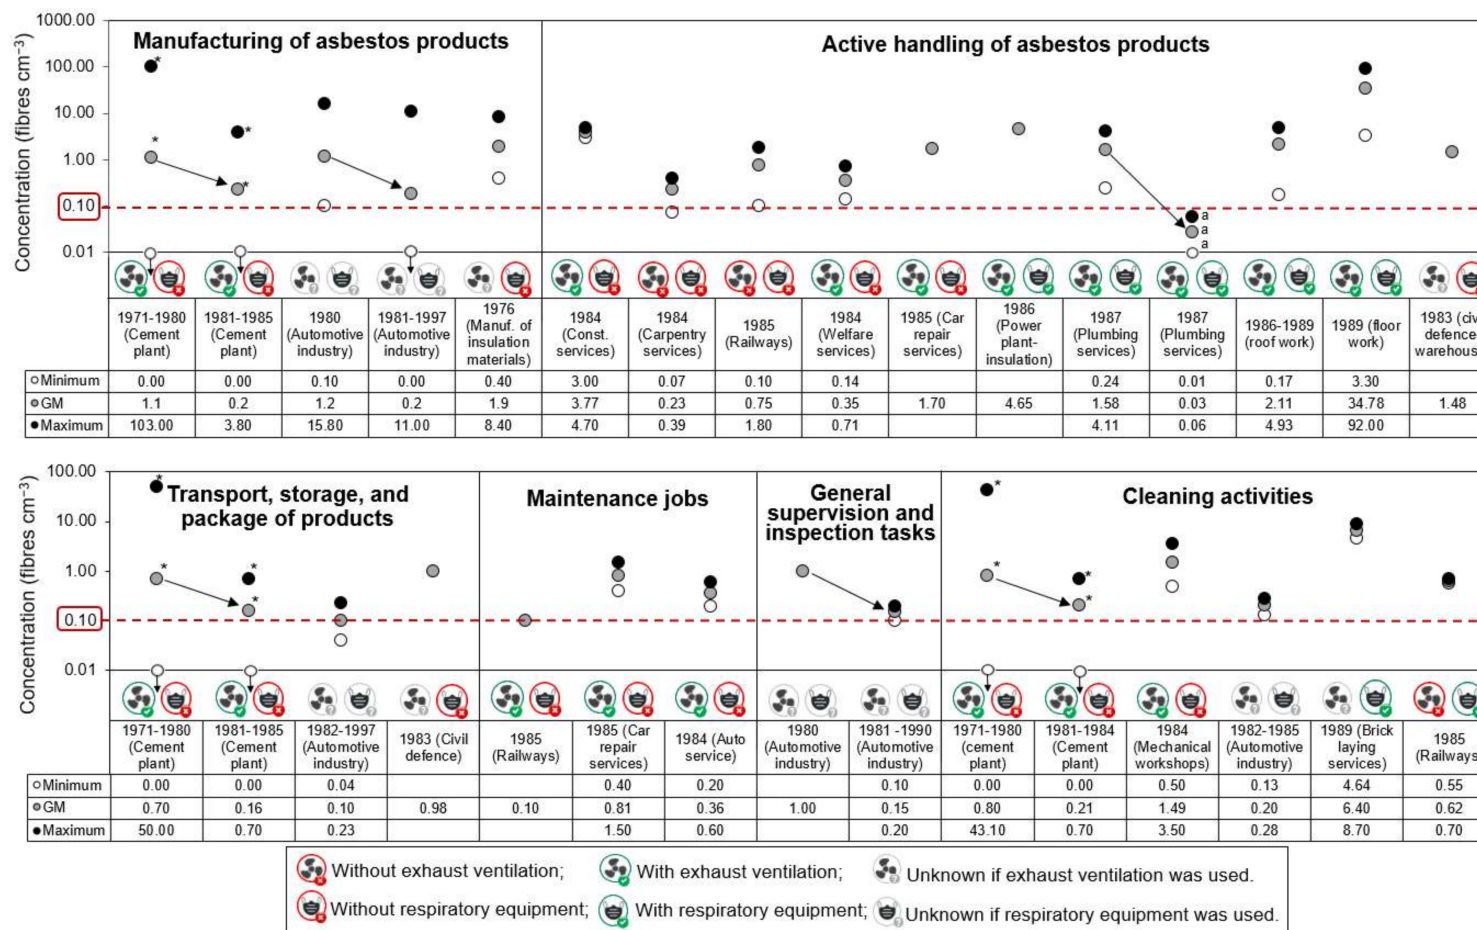 1000.00
100.00
10.00
1.00
0.10
0.01
Concentration (fibres cm⁻³)
Manufacturing of asbestos products
Active handling of asbestos products
*
*
*
*
a
a
a
1971-1980 (Cement plant)
1981-1985 (Cement plant)
1980 (Automotive industry)
1981-1997 (Automotive industry)
1976 (Manuf. of insulation materials)
1984 (Const. services)
1984 (Carpentry services)
1985 (Railways)
1984 (Welfare services)
1985 (Car repair services)
1986 (Power plant-insulation)
1987 (Plumbing services)
1987 (Plumbing services)
1986-1989 (roof work)
1989 (floor work)
1983 (civ defence warehous
Minimum 0.00 0.00 0.10 0.00 0.40 3.00 0.07 0.10 0.14 0.24 0.01 0.17 3.30
GM 1.1 0.2 1.2 0.2 1.9 3.77 0.23 0.75 0.35 1.70 4.65 1.58 0.03 2.11 34.78 1.48
Maximum 103.00 3.80 15.80 11.00 8.40 4.70 0.39 1.80 0.71 4.11 0.06 4.93 92.00
100.00
10.00
1.00
0.10
0.01
Concentration (fibres cm⁻³)
Transport, storage, and
package of products
Maintenance jobs
General
supervision and
inspection tasks
Cleaning activities
*
*
*
*
*
*
*
*
1971-1980 (Cement plant)
1981-1985 (Cement plant)
1982-1997 (Automotive industry)
1983 (Civil defence)
1985 (Railways)
1985 (Car repair services)
1984 (Auto service)
1980 (Automotive industry)
1981 -1990 (Automotive industry)
1971-1980 (cement plant)
1981-1984 (Cement plant)
1984 (Mechanical workshops)
1982-1985 (Automotive industry)
1989 (Brick laying services)
1985 (Railways
Minimum 0.00 0.00 0.04 0.40 0.20 0.10 0.00 0.00 0.50 0.13 4.64 0.55
GM 0.70 0.16 0.10 0.98 0.10 0.81 0.36 1.00 0.15 0.80 0.21 1.49 0.20 6.40 0.62
Maximum 50.00 0.70 0.23 1.50 0.60 0.20 43.10 0.70 3.50 0.28 8.70 0.70
Without exhaust ventilation; With exhaust ventilation; Unknown if exhaust ventilation was used.
Without respiratory equipment; With respiratory equipment; Unknown if respiratory equipment was used.